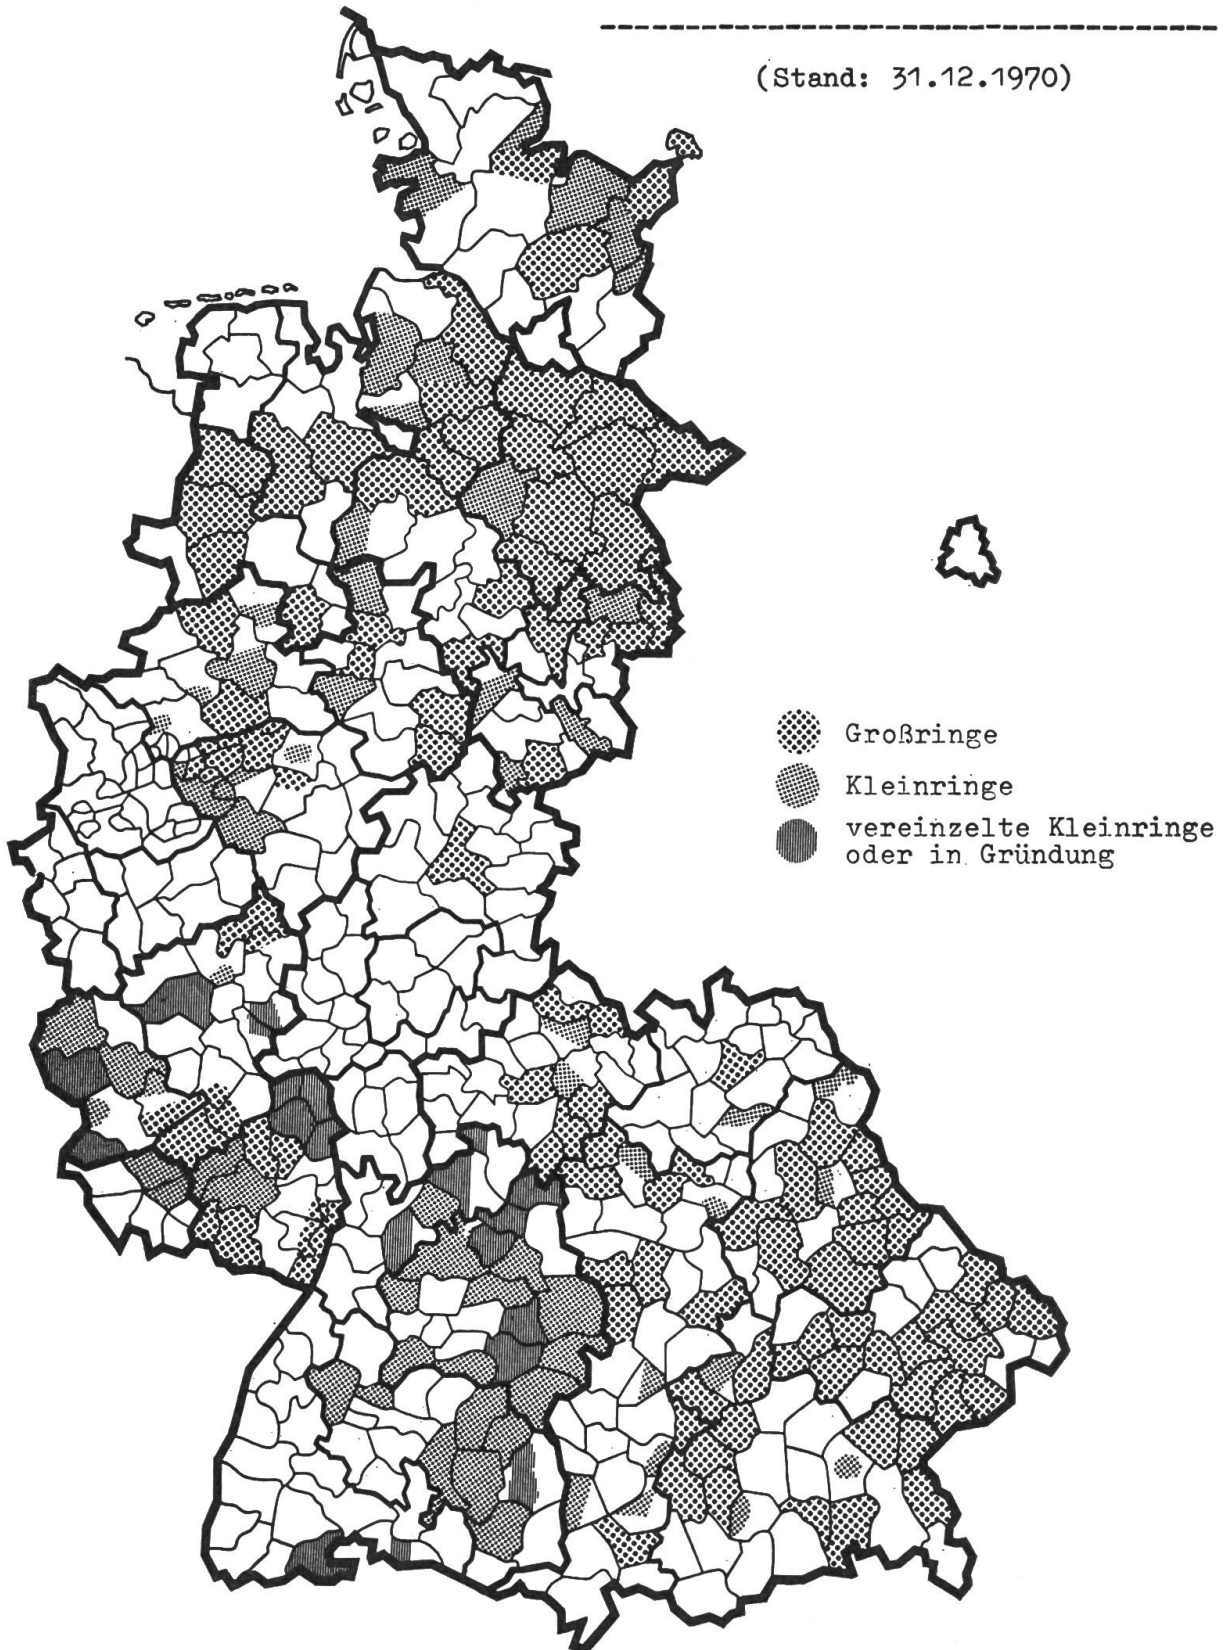 (Stand: 31.12.1970)
Großringe
Kleinringe
vereinzelte Kleinringe
oder in Gründung